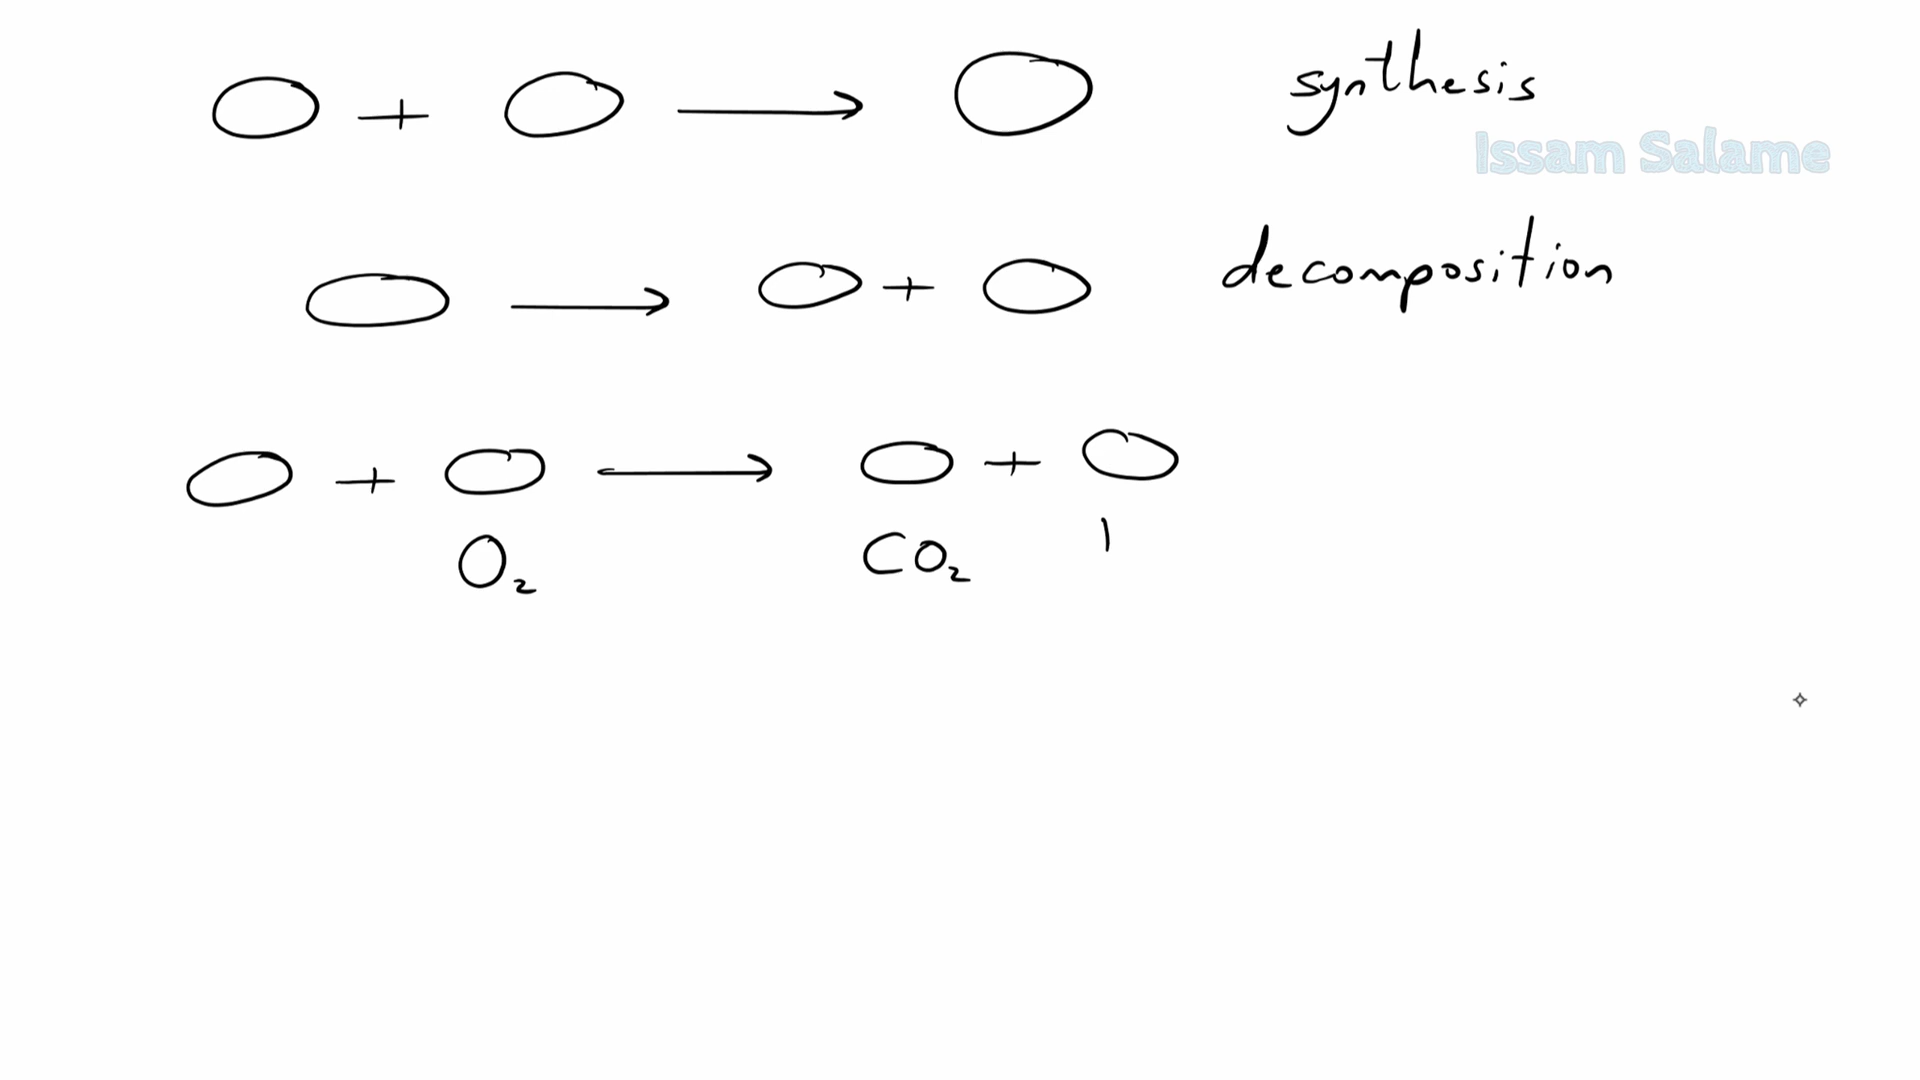 + → synthesis
Issam Salame
→ + decomposition
+ → +
O₂ CO₂ |